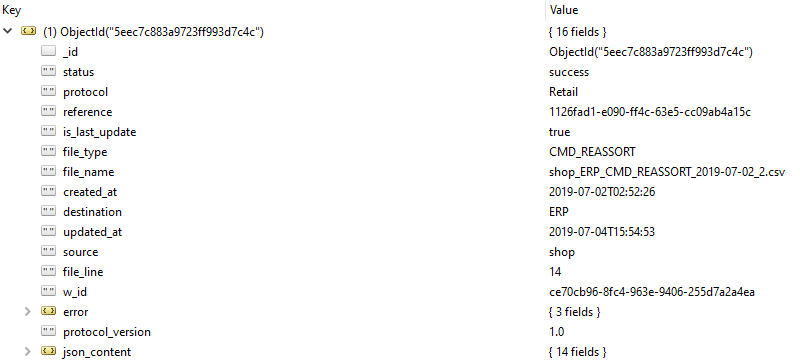 Key Value
(1) ObjectId("5eec7c883a9723ff993d7c4c") { 16 fields }
_id ObjectId("5eec7c883a9723ff993d7c4c")
" " status success
" " protocol Retail
" " reference 1126fad1-e090-ff4c-63e5-cc09ab4a15c
" " is_last_update true
" " file_type CMD_REASSORT
" " file_name shop_ERP_CMD_REASSORT_2019-07-02_2.csv
" " created_at 2019-07-02T02:52:26
" " destination ERP
" " updated_at 2019-07-04T15:54:53
" " source shop
" " file_line 14
" " w_id ce70cb96-8fc4-963e-9406-255d7a2a4ea
error { 3 fields }
" " protocol_version 1.0
json_content { 14 fields }